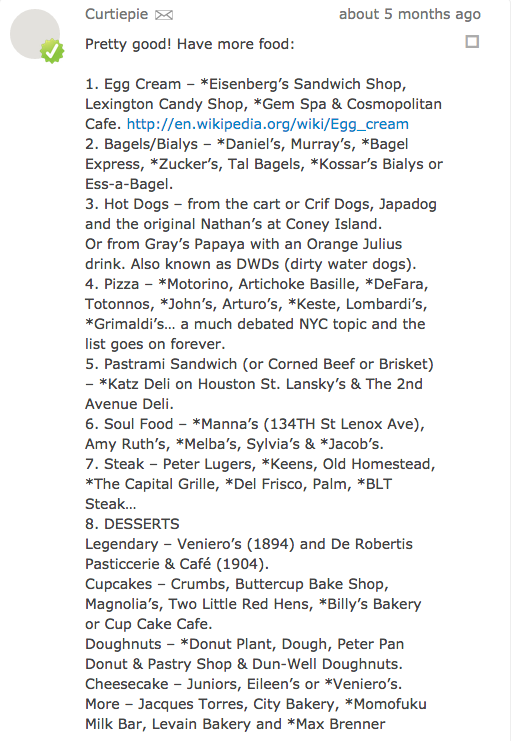 Curtiepie about 5 months ago
Pretty good! Have more food:
1. Egg Cream – *Eisenberg's Sandwich Shop,
Lexington Candy Shop, *Gem Spa & Cosmopolitan
Cafe. http://en.wikipedia.org/wiki/Egg_cream
2. Bagels/Bialys – *Daniel's, Murray's, *Bagel
Express, *Zucker's, Tal Bagels, *Kossar's Bialys or
Ess-a-Bagel.
3. Hot Dogs – from the cart or Crif Dogs, Japadog
and the original Nathan's at Coney Island.
Or from Gray's Papaya with an Orange Julius
drink. Also known as DWDs (dirty water dogs).
4. Pizza – *Motorino, Artichoke Basille, *DeFara,
Totonnos, *John's, Arturo's, *Keste, Lombardi's,
*Grimaldi's… a much debated NYC topic and the
list goes on forever.
5. Pastrami Sandwich (or Corned Beef or Brisket)
– *Katz Deli on Houston St. Lansky's & The 2nd
Avenue Deli.
6. Soul Food – *Manna's (134TH St Lenox Ave),
Amy Ruth's, *Melba's, Sylvia's & *Jacob's.
7. Steak – Peter Lugers, *Keens, Old Homestead,
*The Capital Grille, *Del Frisco, Palm, *BLT
Steak…
8. DESSERTS
Legendary – Veniero's (1894) and De Robertis
Pasticcerie & Café (1904).
Cupcakes – Crumbs, Buttercup Bake Shop,
Magnolia's, Two Little Red Hens, *Billy's Bakery
or Cup Cake Cafe.
Doughnuts – *Donut Plant, Dough, Peter Pan
Donut & Pastry Shop & Dun-Well Doughnuts.
Cheesecake – Juniors, Eileen's or *Veniero's.
More – Jacques Torres, City Bakery, *Momofuku
Milk Bar, Levain Bakery and *Max Brenner